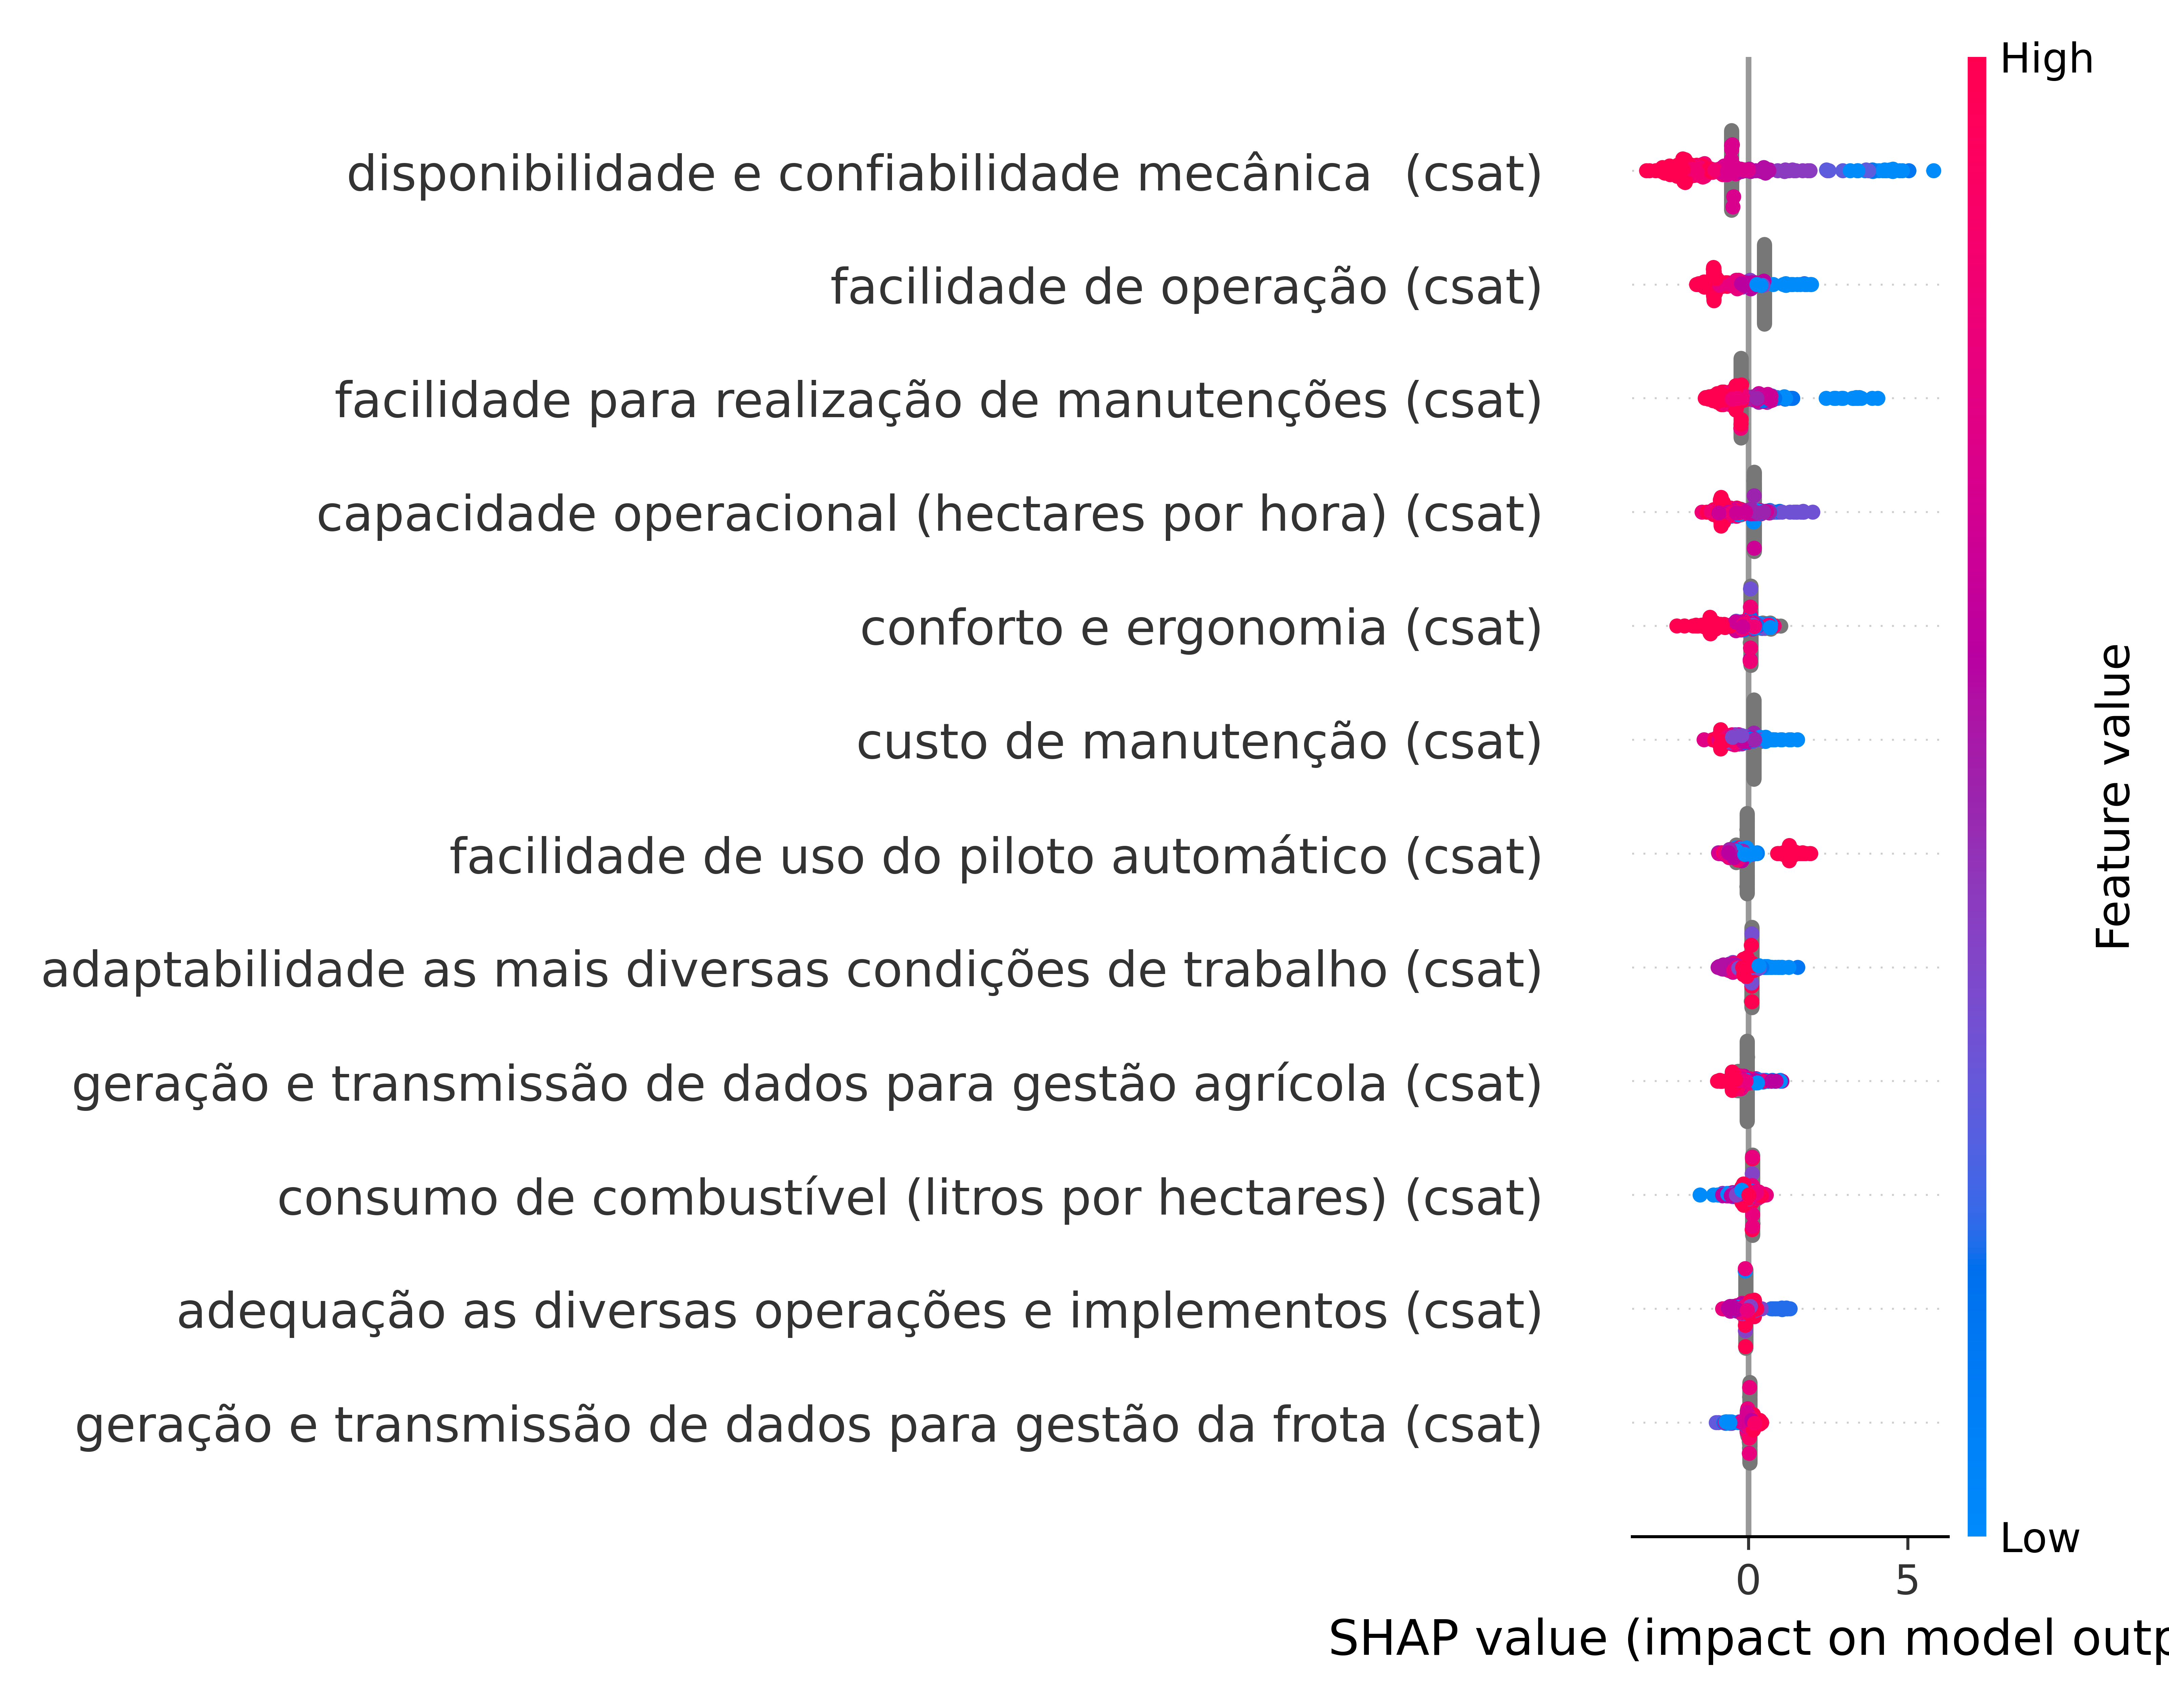 High
disponibilidade e confiabilidade mecânica  (csat)
facilidade de operação (csat)
facilidade para realização de manutenções (csat)
capacidade operacional (hectares por hora) (csat)
conforto e ergonomia (csat)
custo de manutenção (csat)
facilidade de uso do piloto automático (csat)
adaptabilidade as mais diversas condições de trabalho (csat)
geração e transmissão de dados para gestão agrícola (csat)
consumo de combustível (litros por hectares) (csat)
adequação as diversas operações e implementos (csat)
geração e transmissão de dados para gestão da frota (csat)
Feature value
Low
0 5
SHAP value (impact on model outp